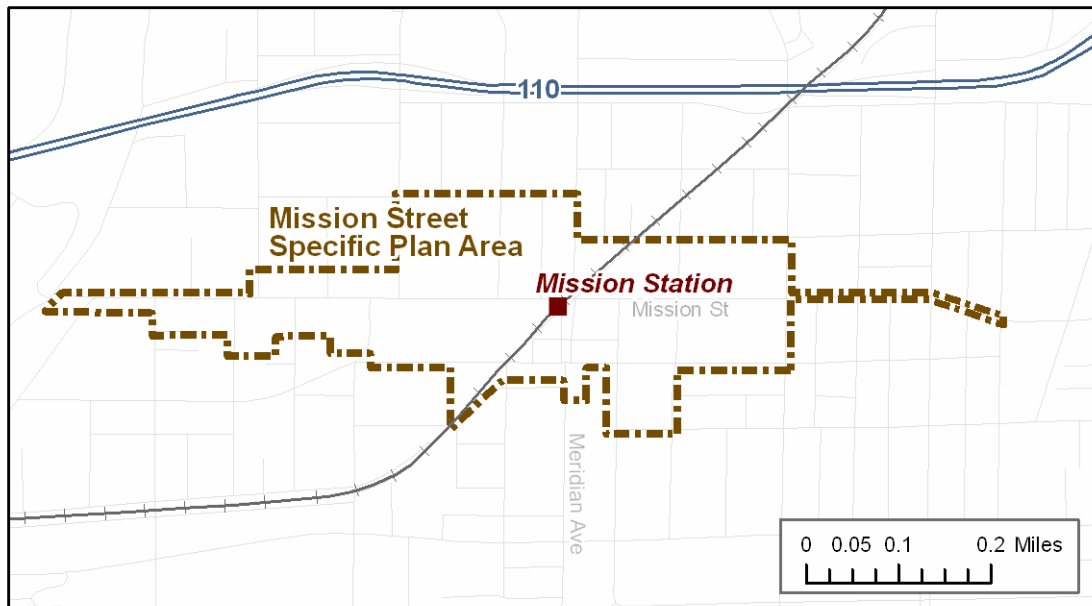 110
Mission Street
Specific Plan Area
Mission Station
Mission St
Meridian Ave
0 0.05 0.1 0.2 Miles